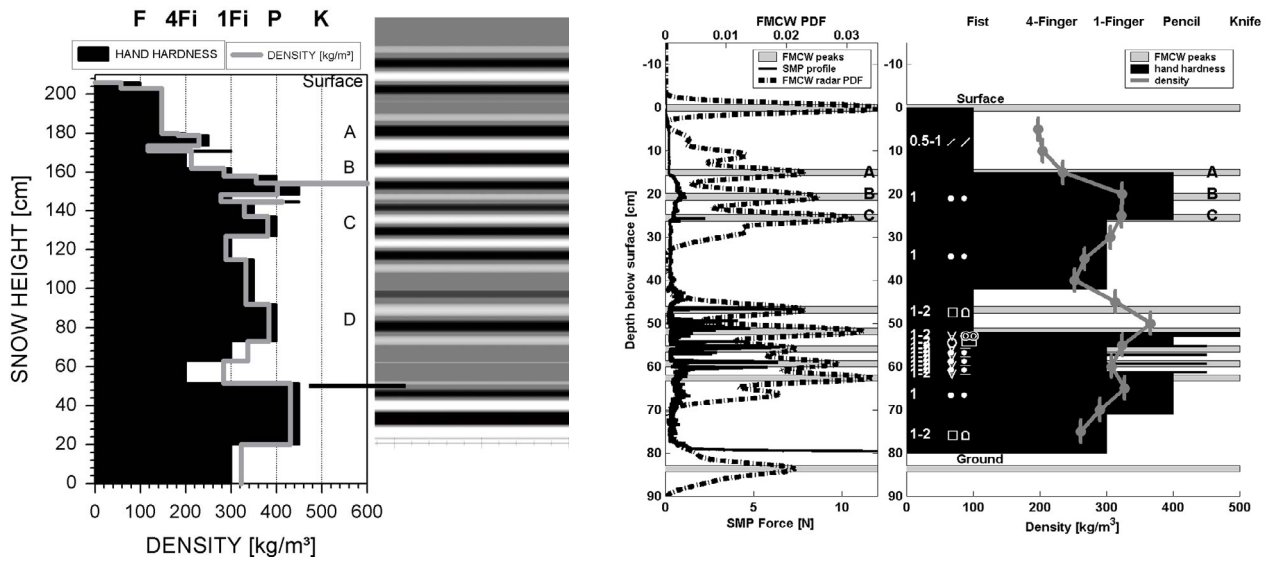 F 4Fi 1Fi P K
HAND HARDNESS
DENSITY [kg/m³]
Surface
200
180
160
140
120
100
80
60
40
20
0
A
B
C
D
SNOW HEIGHT [cm]
0 100 200 300 400 500 600
DENSITY [kg/m³]
FMCW PDF
0 0.01 0.02 0.03
FMCW peaks
SMP profile
FMCW radar PDF
-10
0
10
20
30
40
50
60
70
80
90
Depth below surface [cm]
A
B
C
0 5 10
SMP Force [N]
Fist 4-Finger 1-Finger Pencil Knife
FMCW peaks
hand hardness
density
-10
Surface
0
0.5-1
10
A
B
20
1
C
30
1
40
1-2
50
1-2
60
1
70
1-2
80
Ground
90
0 100 200 300 400 500
Density [kg/m³]